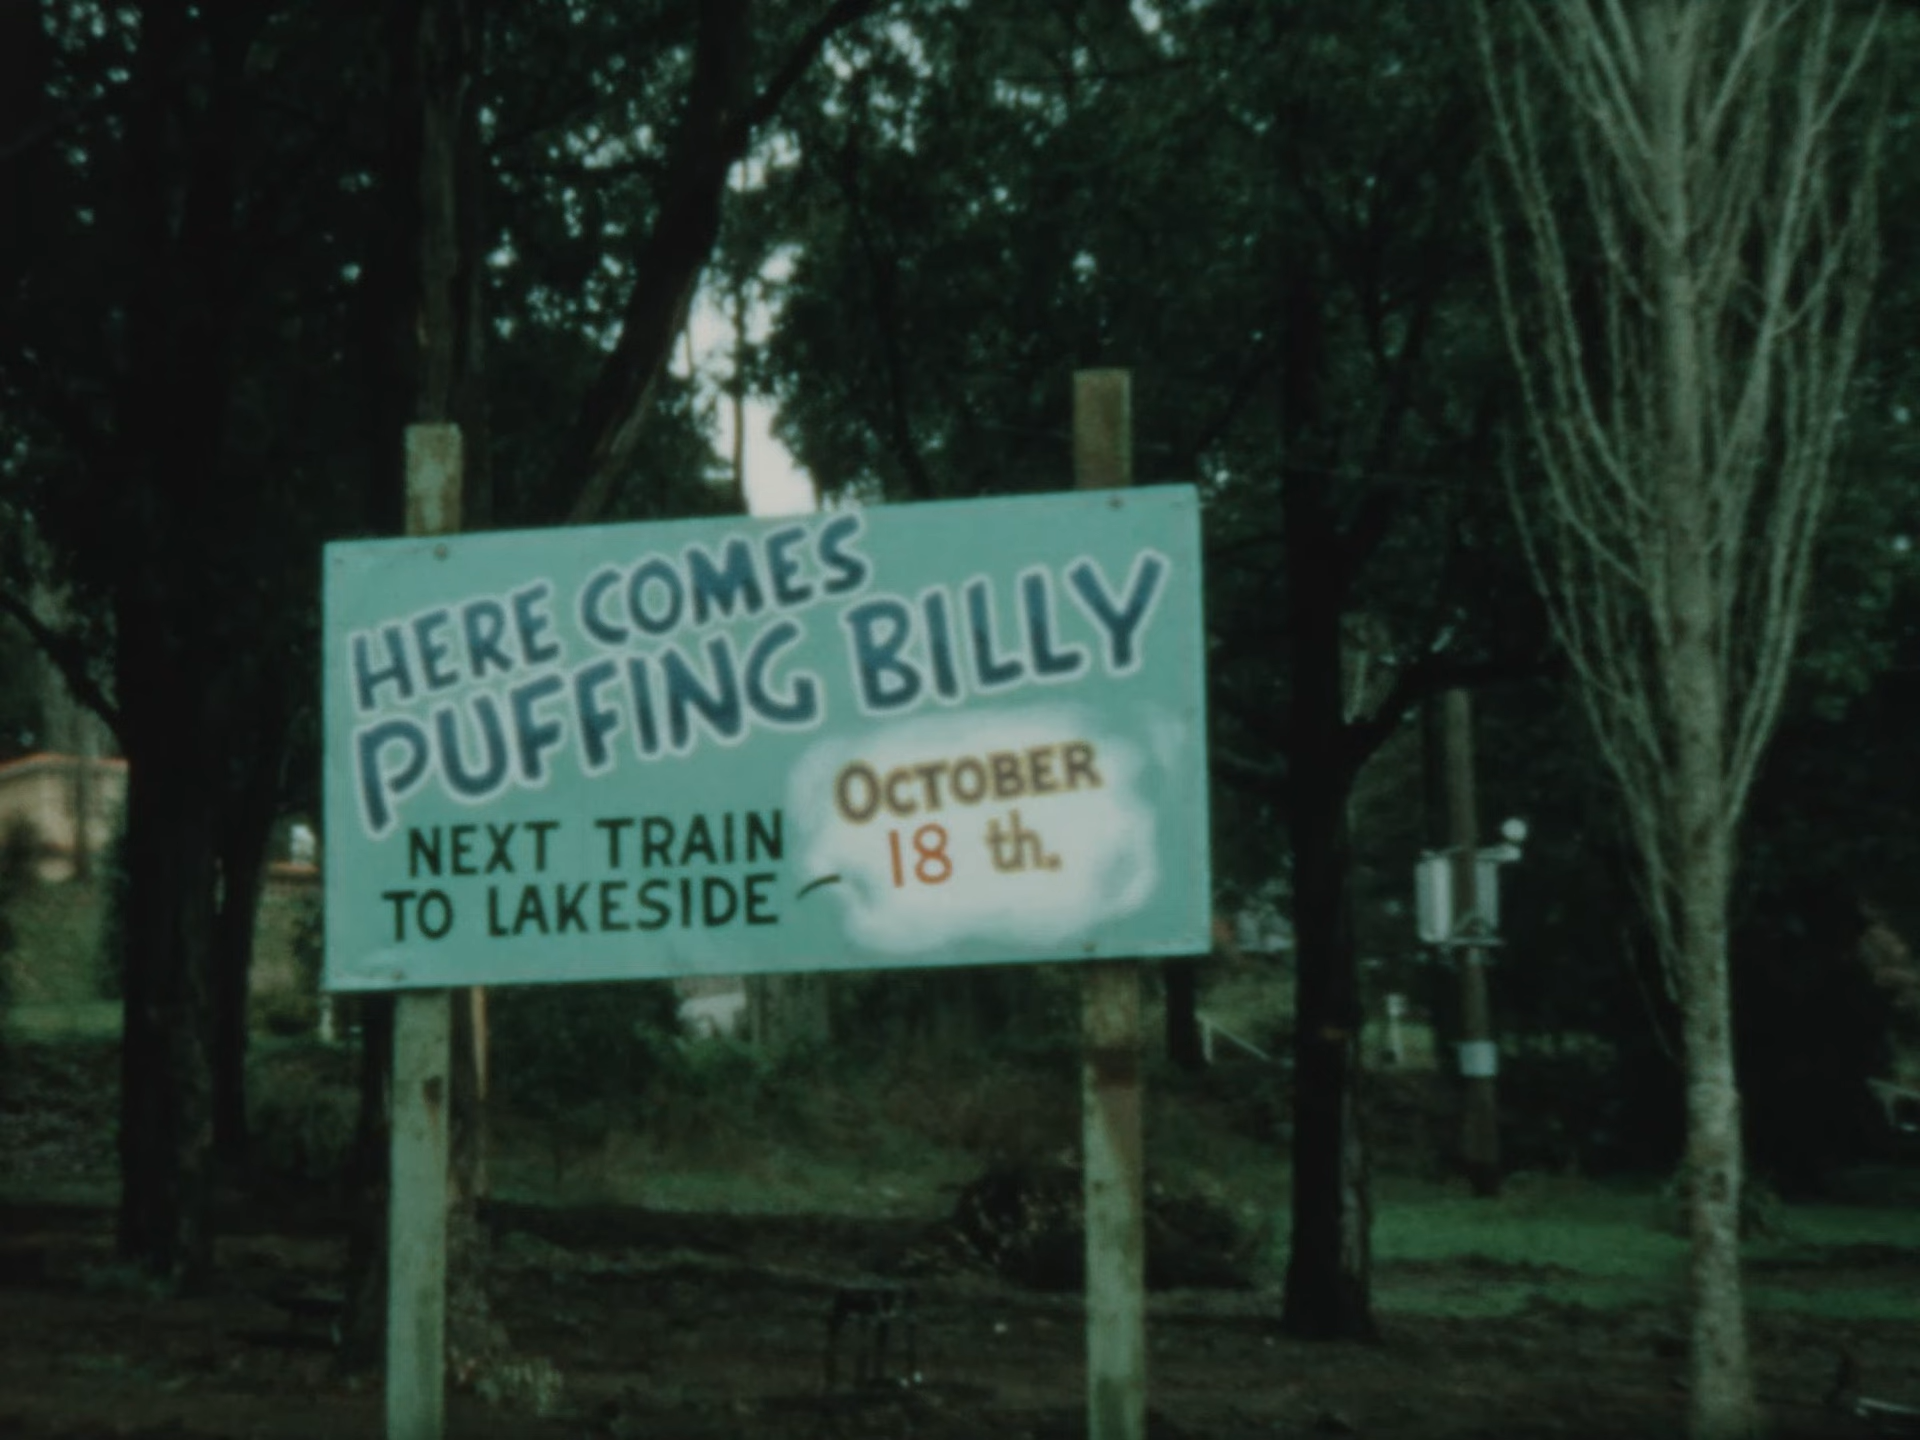 HERE COMES
PUFFING BILLY
NEXT TRAIN
TO LAKESIDE –
OCTOBER
18 th.